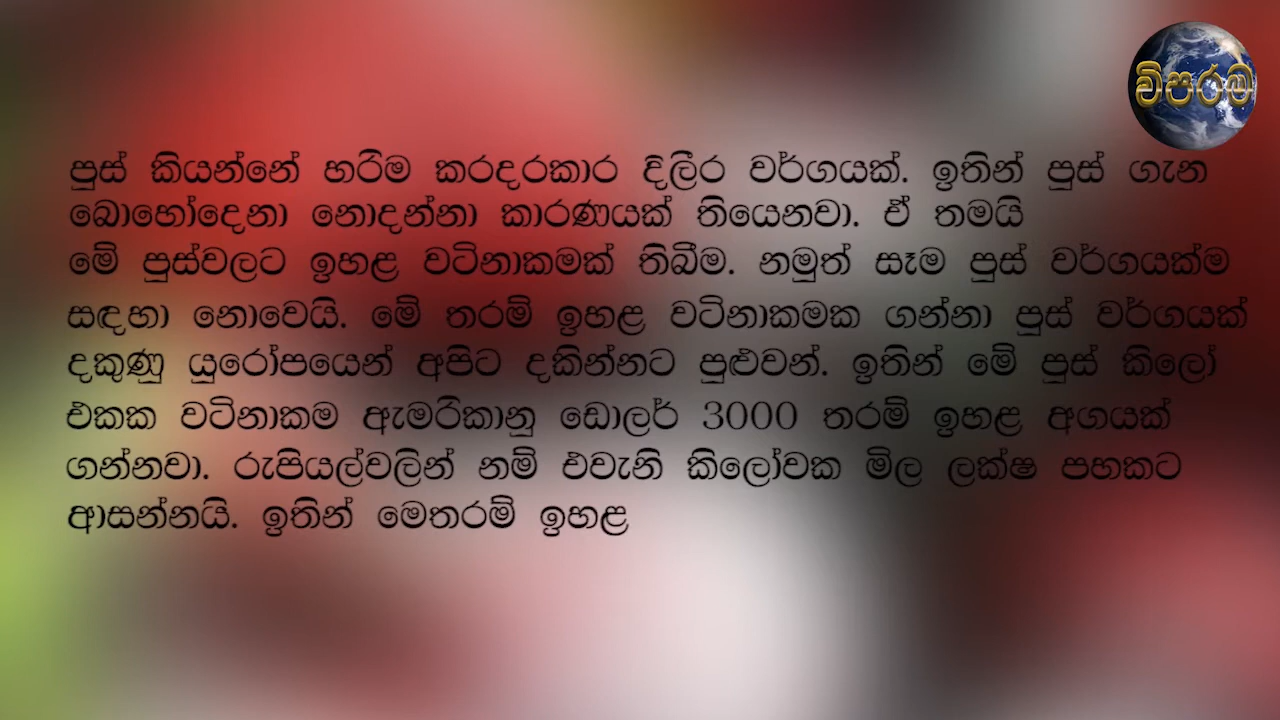 විපරම
පුස් කියන්නේ හරිම කරදරකාර දිලීර වර්ගයක්. ඉතින් පුස් ගැන
බොහෝදෙනා නොදන්නා කාරණයක් තියෙනවා. ඒ තමයි
මේ පුස්වලට ඉහළ වටිනාකමක් තිබීම. නමුත් සෑම පුස් වර්ගයක්ම
සඳහා නොවෙයි. මේ තරම් ඉහළ වටිනාකමක ගන්නා පුස් වර්ගයක්
දකුණු යුරෝපයෙන් අපිට දකින්නට පුළුවන්. ඉතින් මේ පුස් කිලෝ
එකක වටිනාකම ඇමරිකානු ඩොලර් 3000 තරම් ඉහළ අගයක්
ගන්නවා. රුපියල්වලින් නම් එවැනි කිලෝවක මිල ලක්ෂ පහකට
ආසන්නයි. ඉතින් මෙතරම් ඉහළ